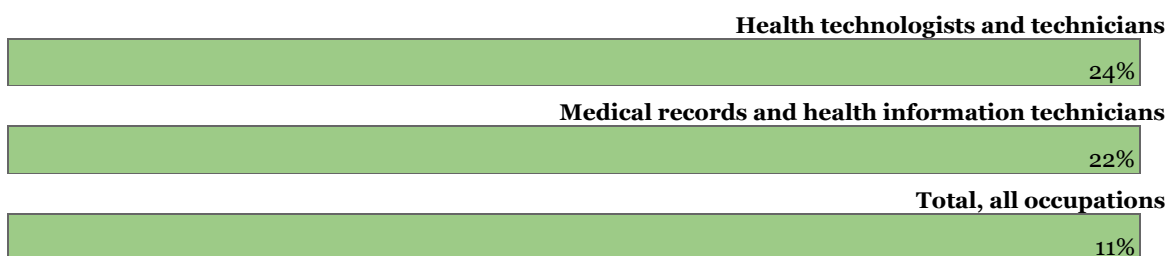 Health technologists and technicians
24%
Medical records and health information technicians
22%
Total, all occupations
11%